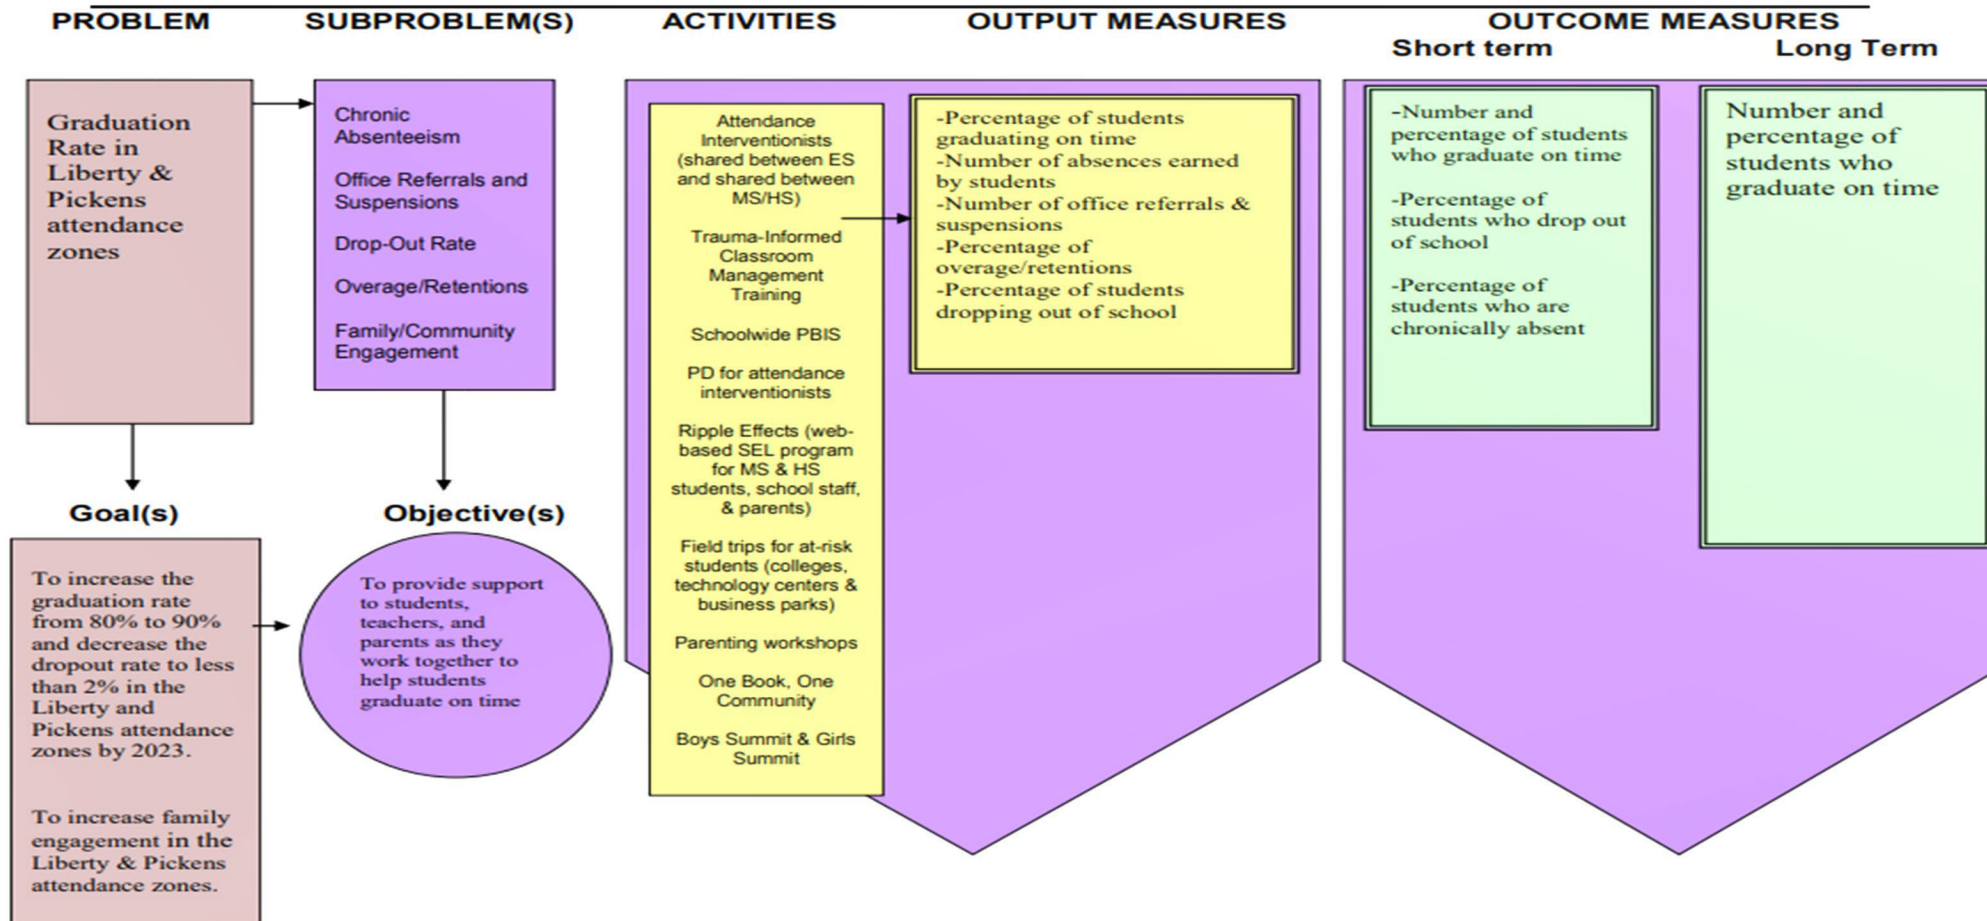 PROBLEM
SUBPROBLEM(S)
ACTIVITIES
OUTPUT MEASURES
OUTCOME MEASURES
Short term
Long Term
Graduation
Rate in
Liberty &
Pickens
attendance
zones
Chronic
Absenteeism
Office Referrals and
Suspensions
Drop-Out Rate
Overage/Retentions
Family/Community
Engagement
Goal(s)
To increase the
graduation rate
from 80% to 90%
and decrease the
dropout rate to less
than 2% in the
Liberty and
Pickens attendance
zones by 2023.
To increase family
engagement in the
Liberty & Pickens
attendance zones.
Objective(s)
To provide support
to students,
teachers, and
parents as they
work together to
help students
graduate on time
Attendance
Interventionists
(shared between ES
and shared between
MS/HS)
Trauma-Informed
Classroom
Management
Training
Schoolwide PBIS
PD for attendance
interventionists
Ripple Effects (web-
based SEL program
for MS & HS
students, school staff,
& parents)
Field trips for at-risk
students (colleges,
technology centers &
business parks)
Parenting workshops
One Book, One
Community
Boys Summit & Girls
Summit
-Percentage of students
graduating on time
-Number of absences earned
by students
-Number of office referrals &
suspensions
-Percentage of
overage/retentions
-Percentage of students
dropping out of school
-Number and
percentage of students
who graduate on time
-Percentage of
students who drop out
of school
-Percentage of
students who are
chronically absent
Number and
percentage of
students who
graduate on time